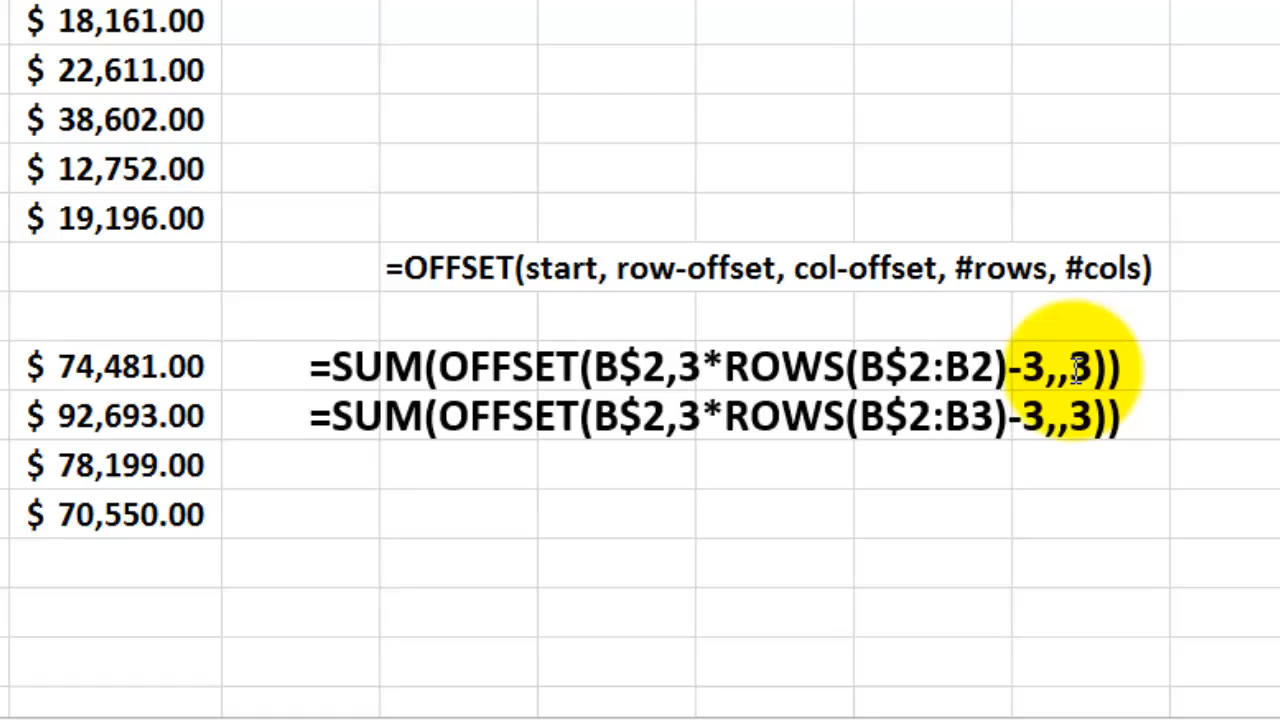 $ 18,161.00
$ 22,611.00
$ 38,602.00
$ 12,752.00
$ 19,196.00
=OFFSET(start, row-offset, col-offset, #rows, #cols)
$ 74,481.00 =SUM(OFFSET(B$2,3*ROWS(B$2:B2)-3,,3))
$ 92,693.00 =SUM(OFFSET(B$2,3*ROWS(B$2:B3)-3,,3))
$ 78,199.00
$ 70,550.00